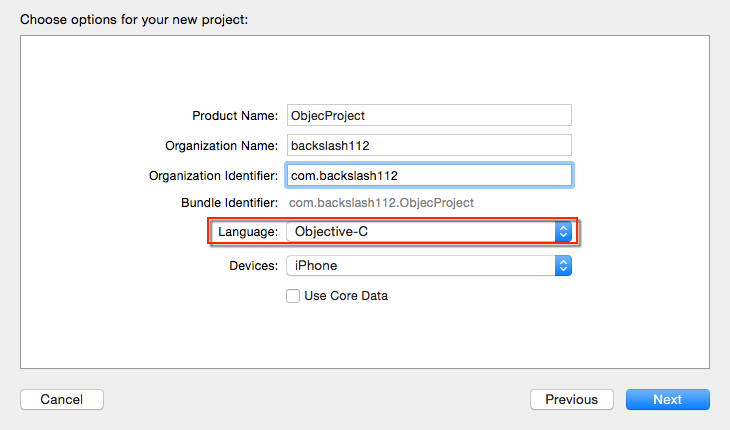 Choose options for your new project:
Product Name: ObjecProject
Organization Name: backslash112
Organization Identifier: com.backslash112
Bundle Identifier: com.backslash112.ObjecProject
Language: Objective-C
Devices: iPhone
Use Core Data
Cancel Previous Next